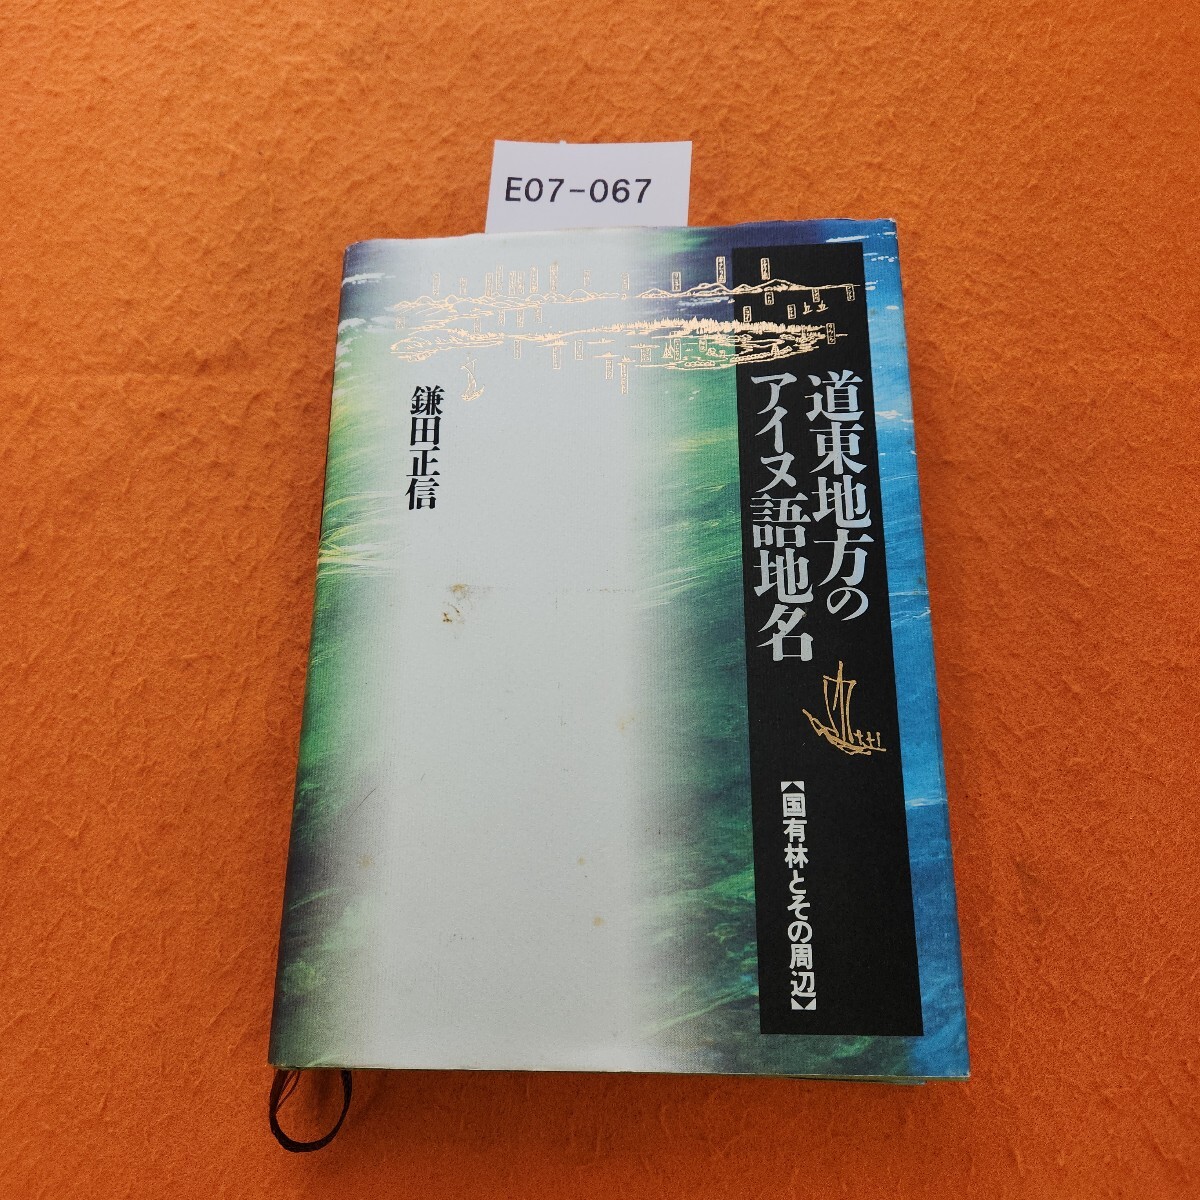 E07-067
道東地方の
アイヌ語地名
【国有林とその周辺】
鎌田正信